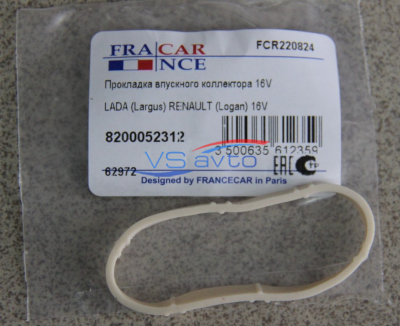 FRA CAR
NCE
FCR220824
Прокладка впускного коллектора 16V
LADA (Largus) RENAULT (Logan) 16V
8200052312
3 500635 612359
VS avto
62972
EAC
Designed by FRANCECAR in Paris